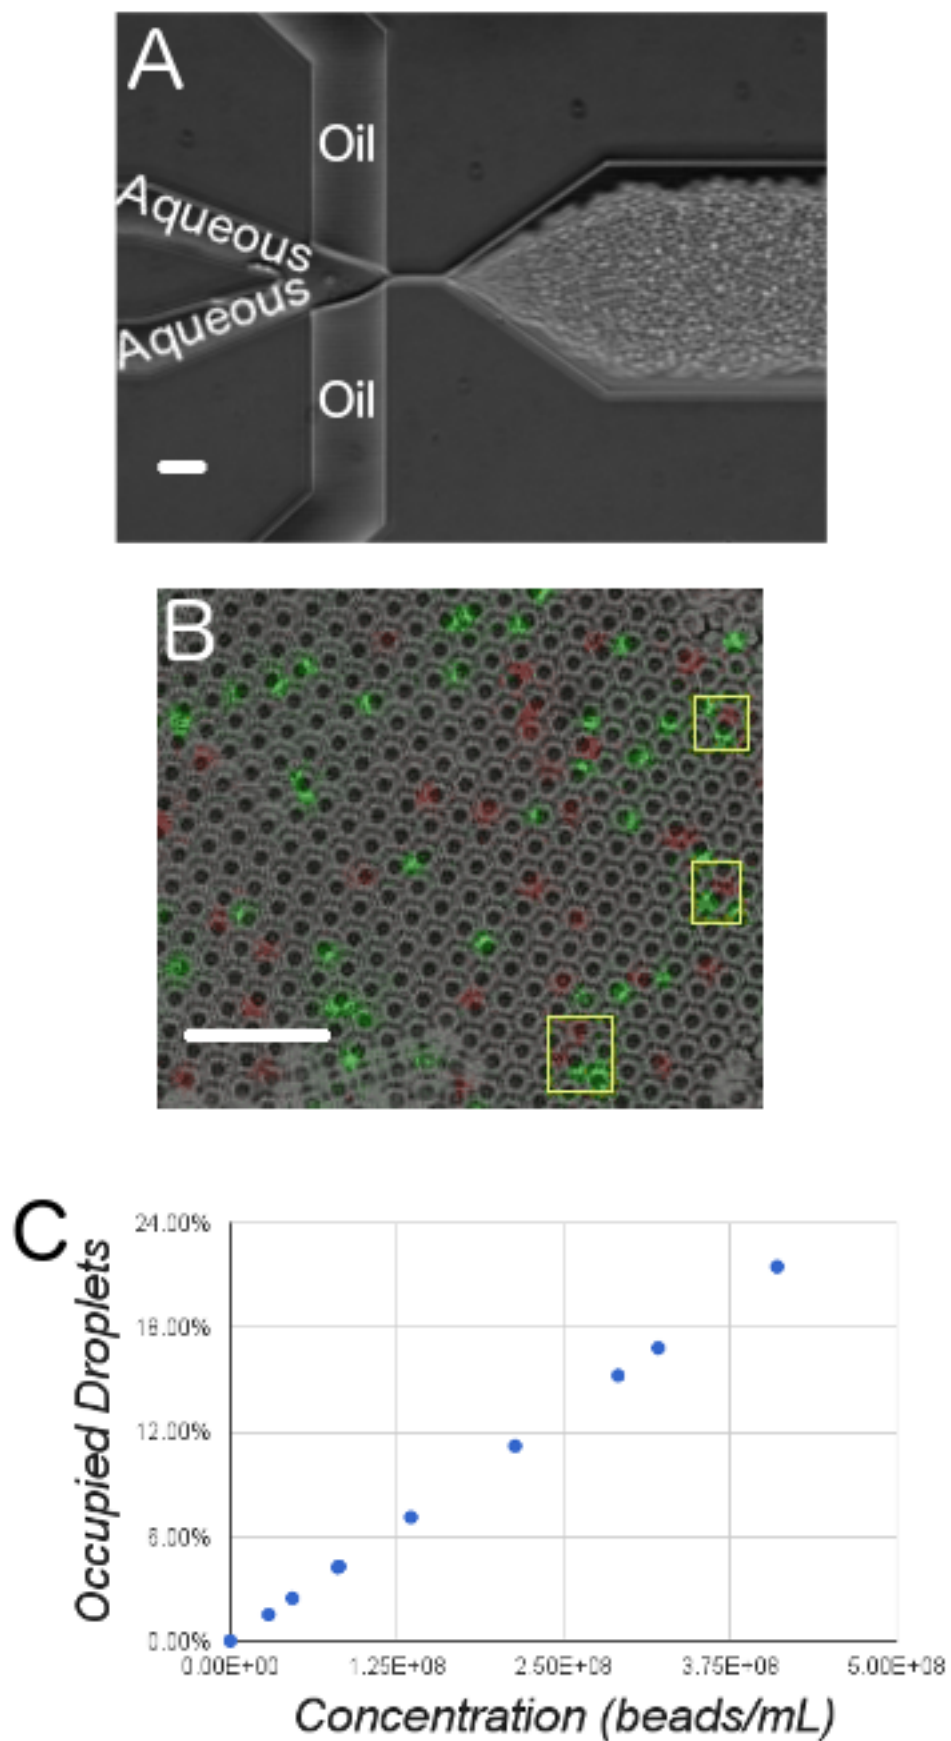 A
Oil
Aqueous
Aqueous
Oil
B
C
24.00%
18.00%
12.00%
6.00%
0.00%
Occupied Droplets
0.00E+00 1.25E+08 2.50E+08 3.75E+08 5.00E+08
Concentration (beads/mL)